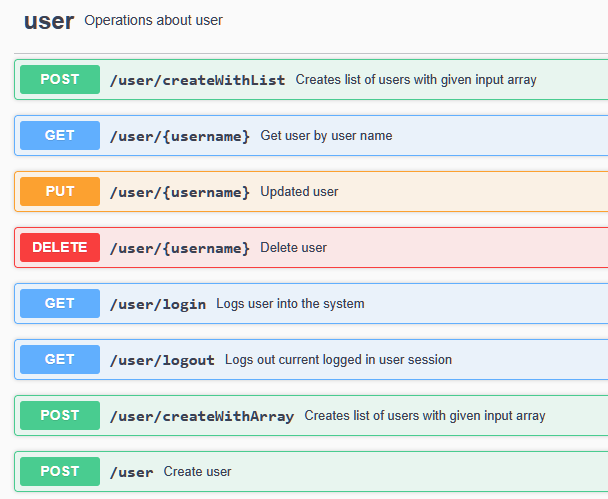 user Operations about user
POST /user/createWithList Creates list of users with given input array
GET /user/{username} Get user by user name
PUT /user/{username} Updated user
DELETE /user/{username} Delete user
GET /user/login Logs user into the system
GET /user/logout Logs out current logged in user session
POST /user/createWithArray Creates list of users with given input array
POST /user Create user